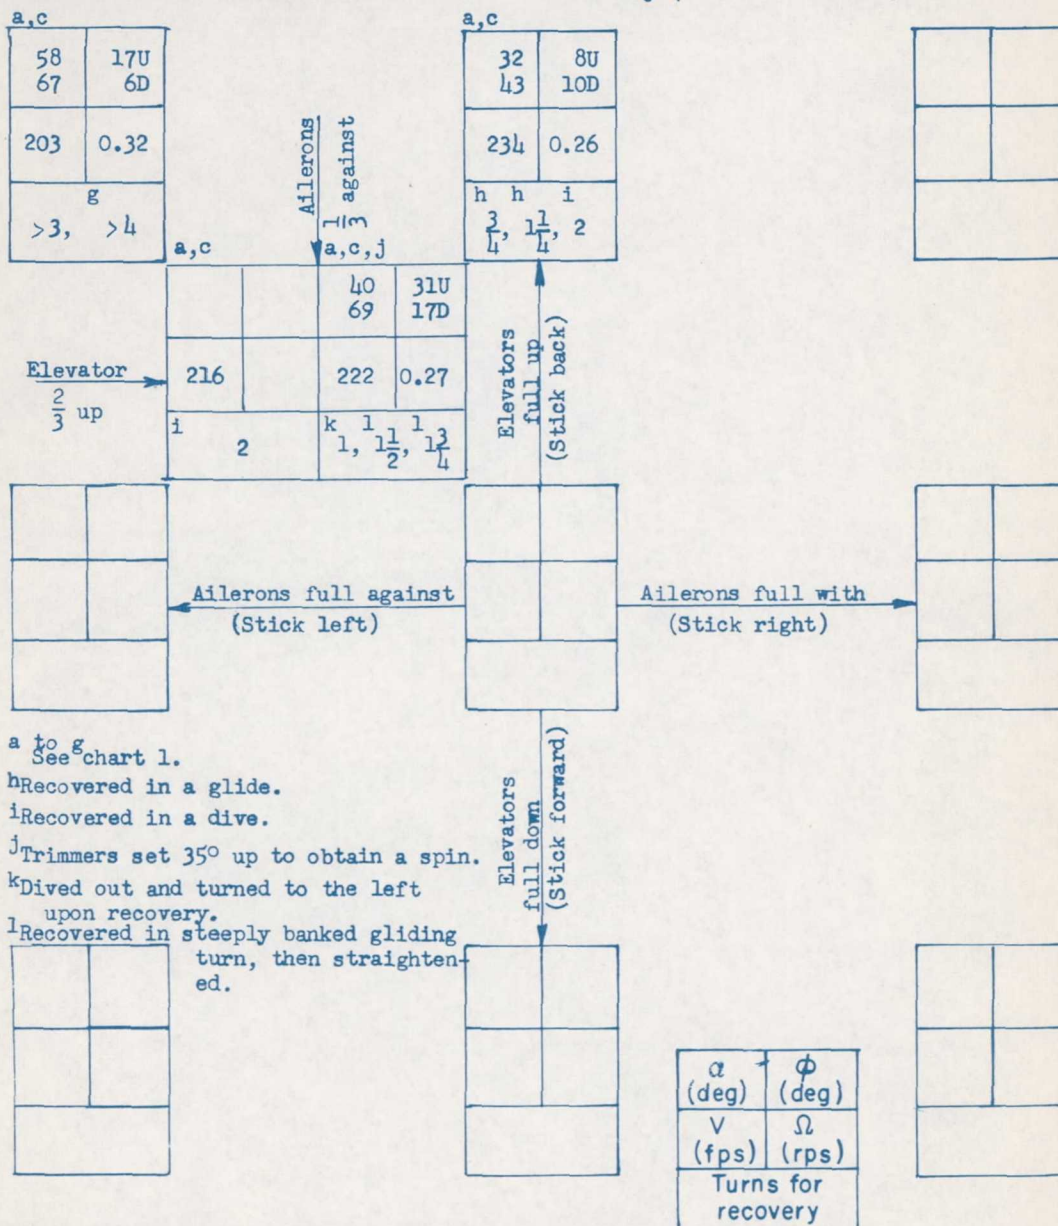 a,c
58 17U
67 6D
203 0.32
g
>3, >4
Ailerons
1/3 against
a,c
32 8U
43 10D
234 0.26
h h i
3/4, 1 1/4, 2
a,c
a,c,j
40 31U
69 17D
Elevator
2/3 up
216
222 0.27
i
2
k l l
1, 1 1/2, 1 3/4
Elevators
full up
(Stick back)
Ailerons full against
(Stick left)
Ailerons full with
(Stick right)
Elevators
full down
(Stick forward)
a to g
See chart 1.
hRecovered in a glide.
iRecovered in a dive.
jTrimmers set 35° up to obtain a spin.
kDived out and turned to the left
upon recovery.
lRecovered in steeply banked gliding
turn, then straighten-
ed.
α ϕ
(deg) (deg)
V Ω
(fps) (rps)
Turns for
recovery